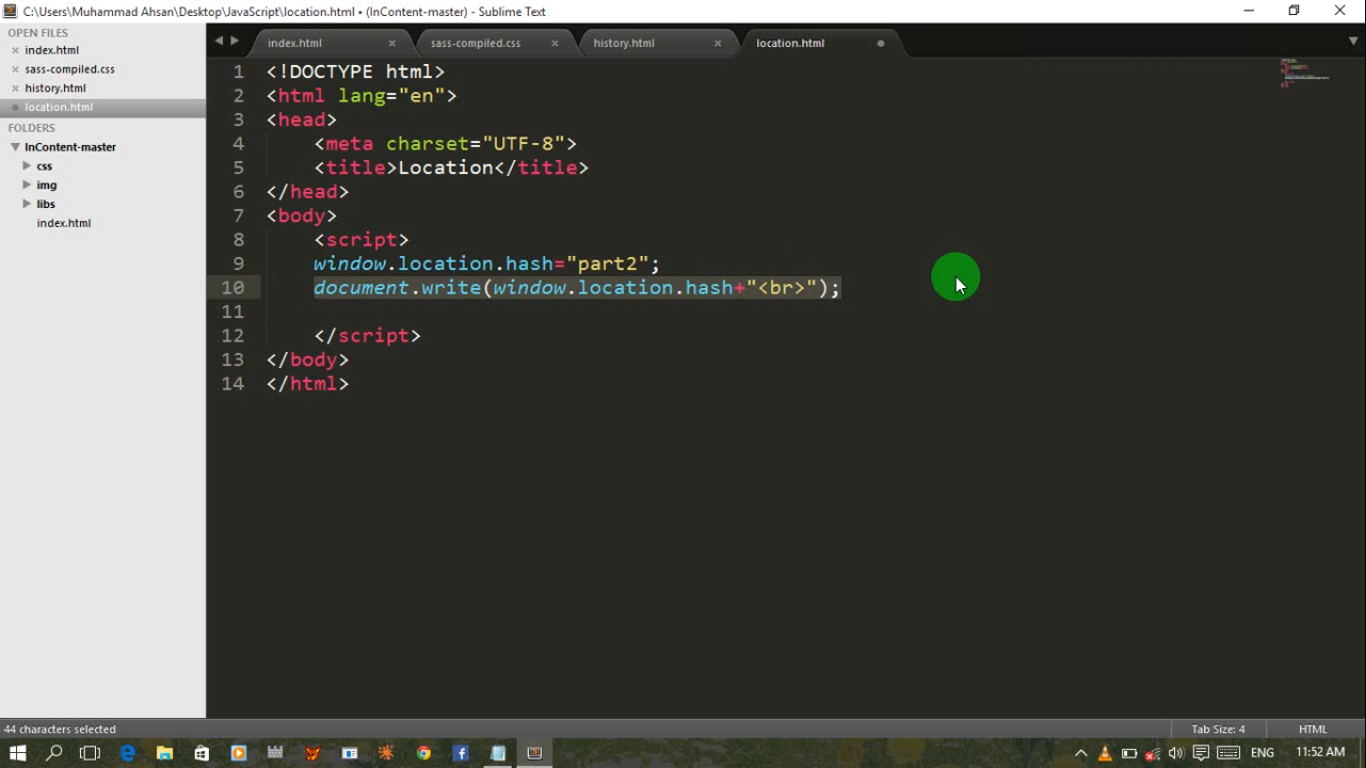 C:\Users\Muhammad Ahsan\Desktop\JavaScript\location.html • (InContent-master) - Sublime Text
OPEN FILES
index.html
sass-compiled.css
history.html
location.html
FOLDERS
InContent-master
css
img
libs
index.html
index.html
sass-compiled.css
history.html
location.html
1 <!DOCTYPE html>
2 <html lang="en">
3 <head>
4 <meta charset="UTF-8">
5 <title>Location</title>
6 </head>
7 <body>
8 <script>
9 window.location.hash="part2";
10 document.write(window.location.hash+"<br>");
11
12 </script>
13 </body>
14 </html>
44 characters selected
Tab Size: 4
HTML
ENG
11:52 AM